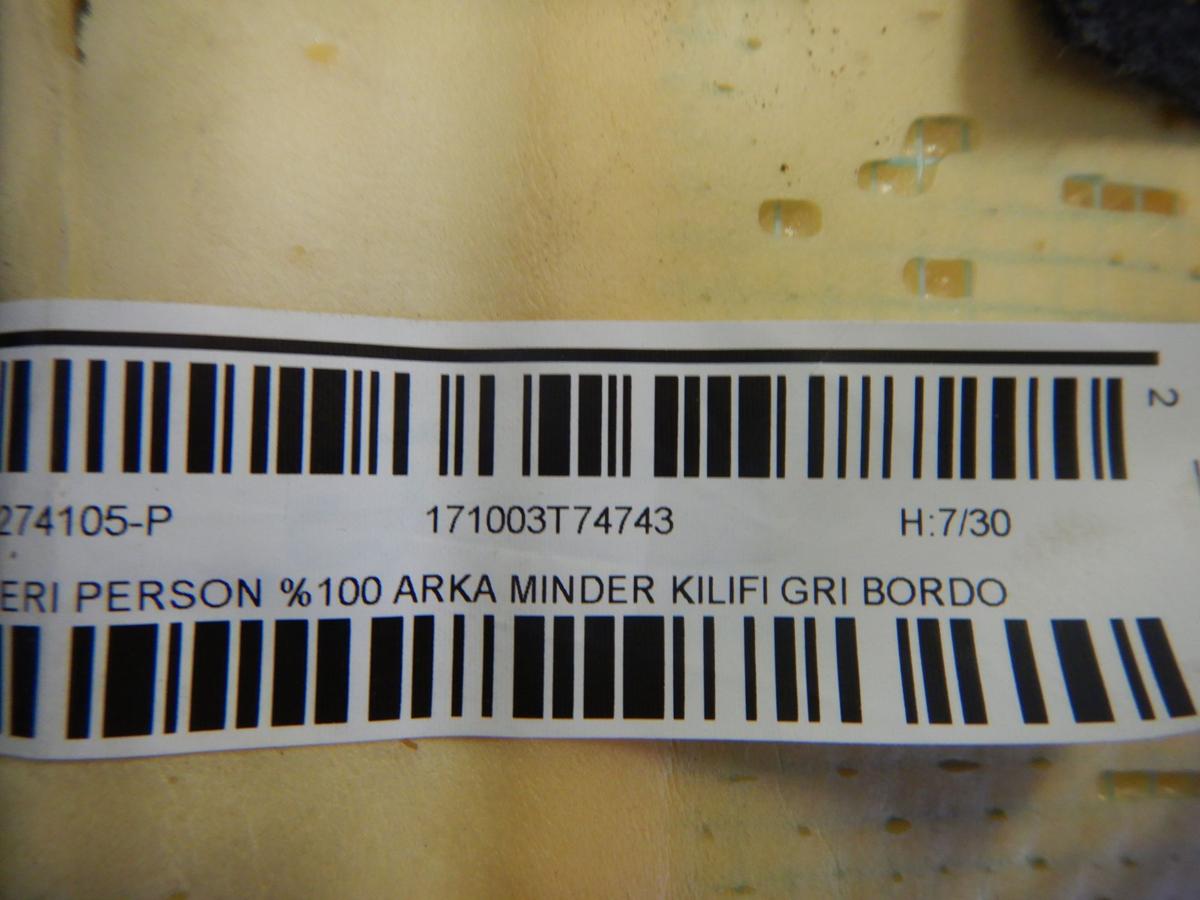 2
274105-P 171003T74743 H:7/30
ERI PERSON %100 ARKA MINDER KILIFI GRI BORDO